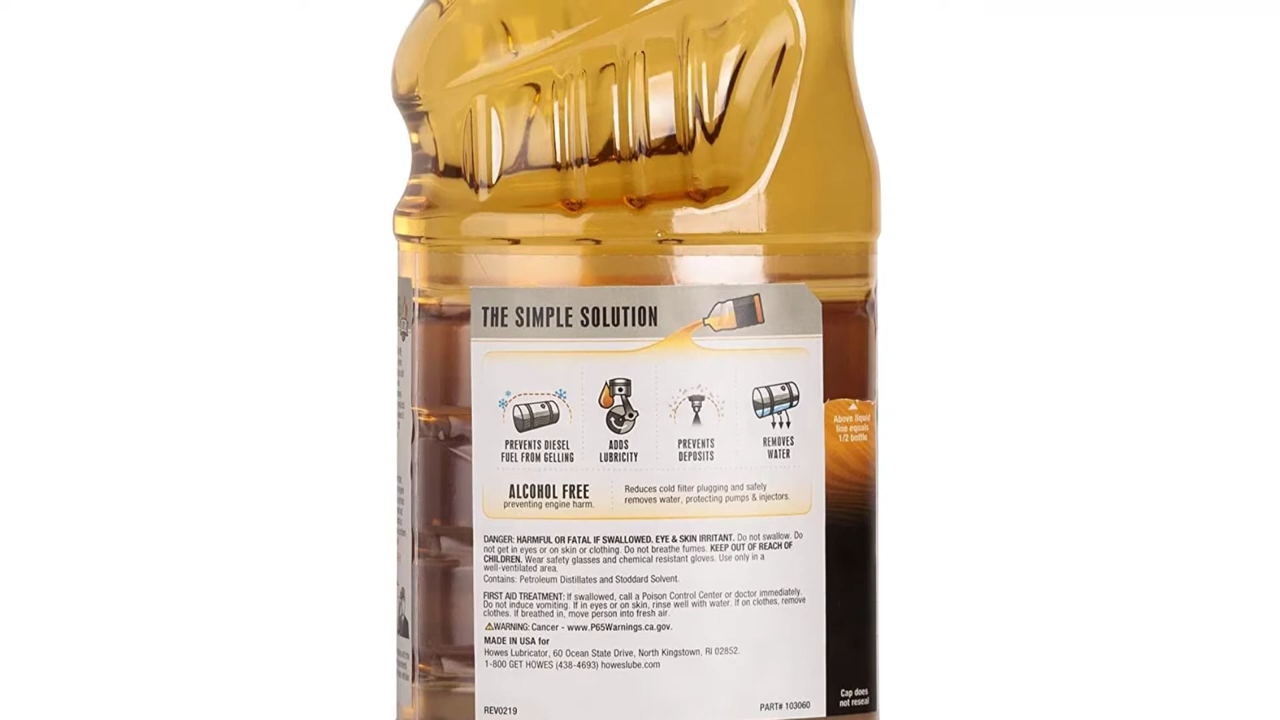 THE SIMPLE SOLUTION
PREVENTS DIESEL
FUEL FROM GELLING
ADDS
LUBRICITY
PREVENTS
DEPOSITS
REMOVES
WATER
ALCOHOL FREE
preventing engine harm.
Reduces cold filter plugging and safely
removes water, protecting pumps & injectors.
DANGER: HARMFUL OR FATAL IF SWALLOWED. EYE & SKIN IRRITANT. Do not swallow. Do
not get in eyes or on skin or clothing. Do not breathe fumes. KEEP OUT OF REACH OF
CHILDREN. Wear safety glasses and chemical resistant gloves. Use only in a
well-ventilated area.
Contains: Petroleum Distillates and Stoddard Solvent.
FIRST AID TREATMENT: If swallowed, call a Poison Control Center or doctor immediately.
Do not induce vomiting. If in eyes or on skin, rinse well with water. If on clothes, remove
clothes. If breathed in, move person into fresh air.
⚠WARNING: Cancer - www.P65Warnings.ca.gov.
MADE IN USA for
Howes Lubricator, 60 Ocean State Drive, North Kingstown, RI 02852.
1-800 GET HOWES (438-4693) howeslube.com
REV0219
PART# 103060
Above liquid
line equals
1/2 bottle
Cap does
not reseal